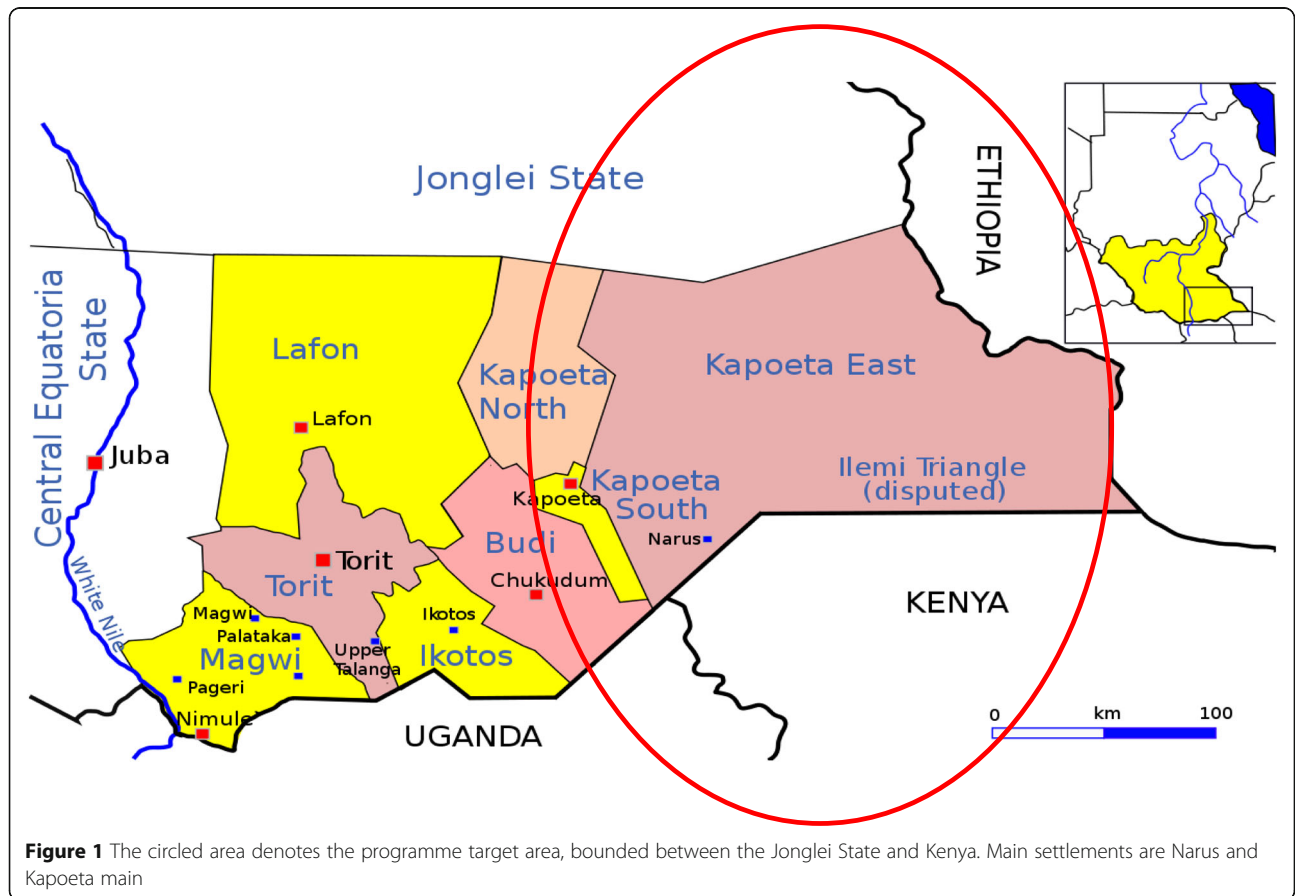 Jonglei State
ETHIOPIA
Central Equatoria
State
Lafon
Kapoeta
North
Kapoeta East
Lafon
Juba
Kapoeta
Kapoeta
South
Ilemi Triangle
(disputed)
Narus
Budi
Torit
Torit
Chukudum
KENYA
White Nile
Magwi
Palataka
Ikotos
Upper
Talanga
Magwi
Ikotos
Pageri
Nimule
UGANDA
0 km 100
Figure 1 The circled area denotes the programme target area, bounded between the Jonglei State and Kenya. Main settlements are Narus and
Kapoeta main